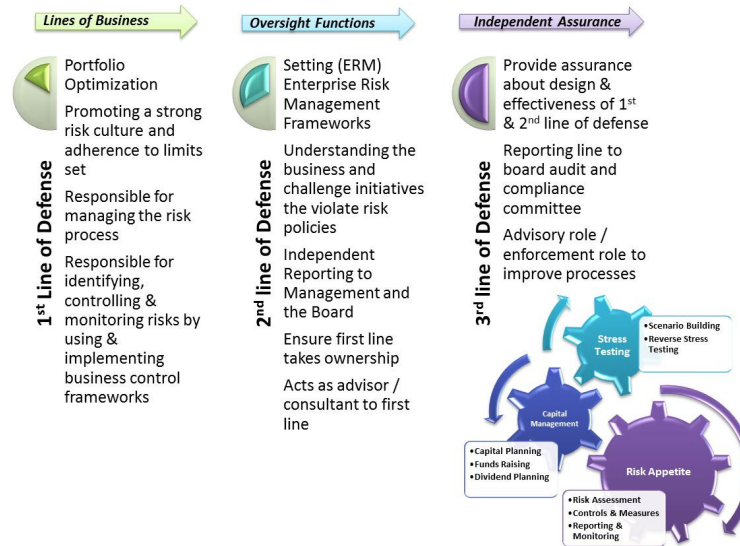 Lines of Business
1st Line of Defense
Portfolio
Optimization
Promoting a strong
risk culture and
adherence to limits
set
Responsible for
managing the risk
process
Responsible for
identifying,
controlling &
monitoring risks by
using &
implementing
business control
frameworks
Oversight Functions
2nd line of Defense
Setting (ERM)
Enterprise Risk
Management
Frameworks
Understanding the
business and
challenge initiatives
the violate risk
policies
Independent
Reporting to
Management and
the Board
Ensure first line
takes ownership
Acts as advisor /
consultant to first
line
Independent Assurance
3rd line of Defense
Provide assurance
about design &
effectiveness of 1st
& 2nd line of defense
Reporting line to
board audit and
compliance
committee
Advisory role /
enforcement role to
improve processes
Stress
Testing
•Scenario Building
•Reverse Stress
Testing
Capital
Management
•Capital Planning
•Funds Raising
•Dividend Planning
Risk Appetite
•Risk Assessment
•Controls & Measures
•Reporting &
Monitoring